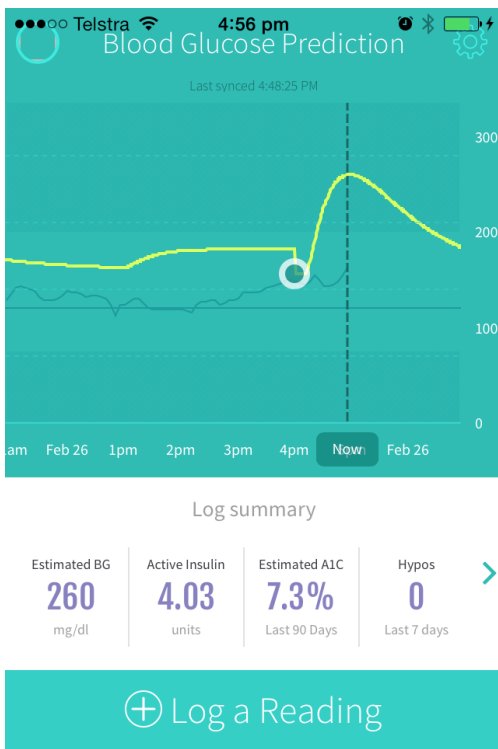 Telstra 4:56 pm
Blood Glucose Prediction
Last synced 4:48:25 PM
300
200
100
0
am Feb 26 1pm 2pm 3pm 4pm Now Feb 26
Log summary
Estimated BG Active Insulin Estimated A1C Hypos
260 4.03 7.3% 0
mg/dl units Last 90 Days Last 7 days
Log a Reading